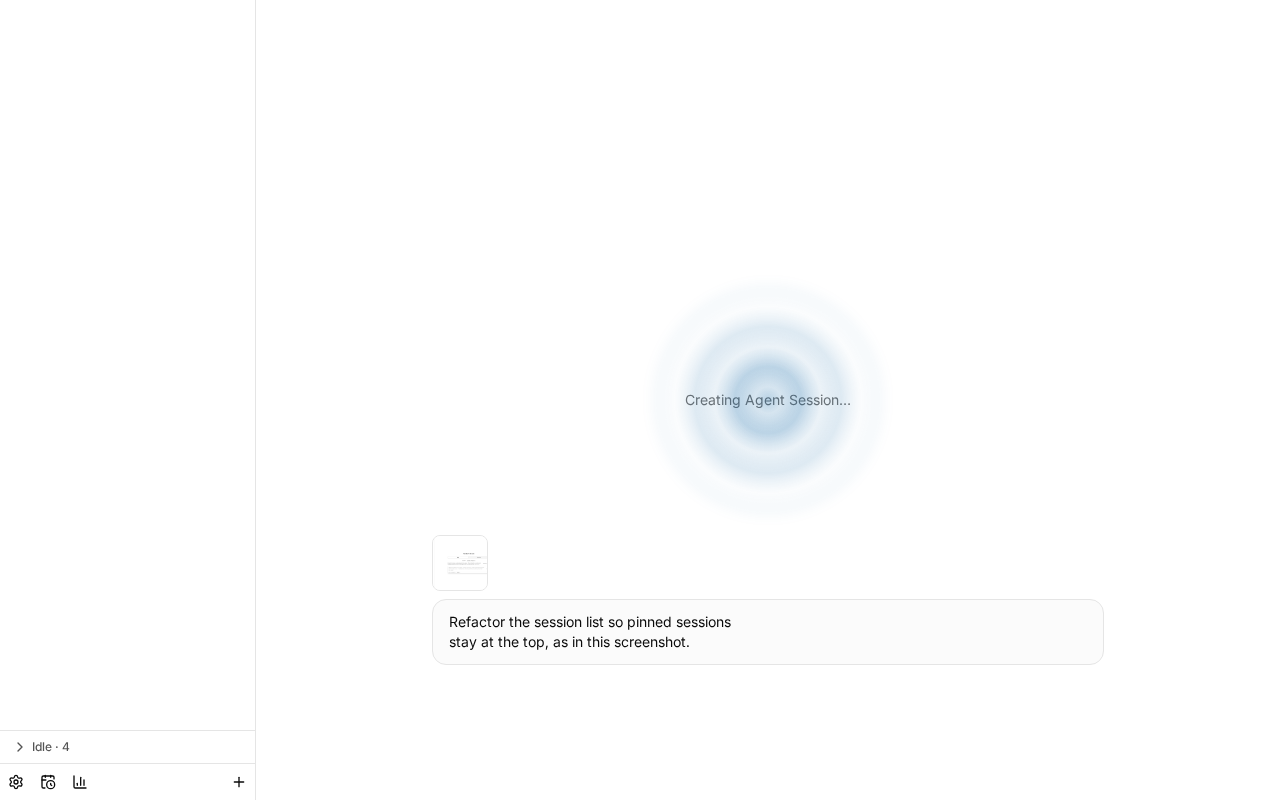 Creating Agent Session...
Refactor the session list so pinned sessions
stay at the top, as in this screenshot.
Idle · 4